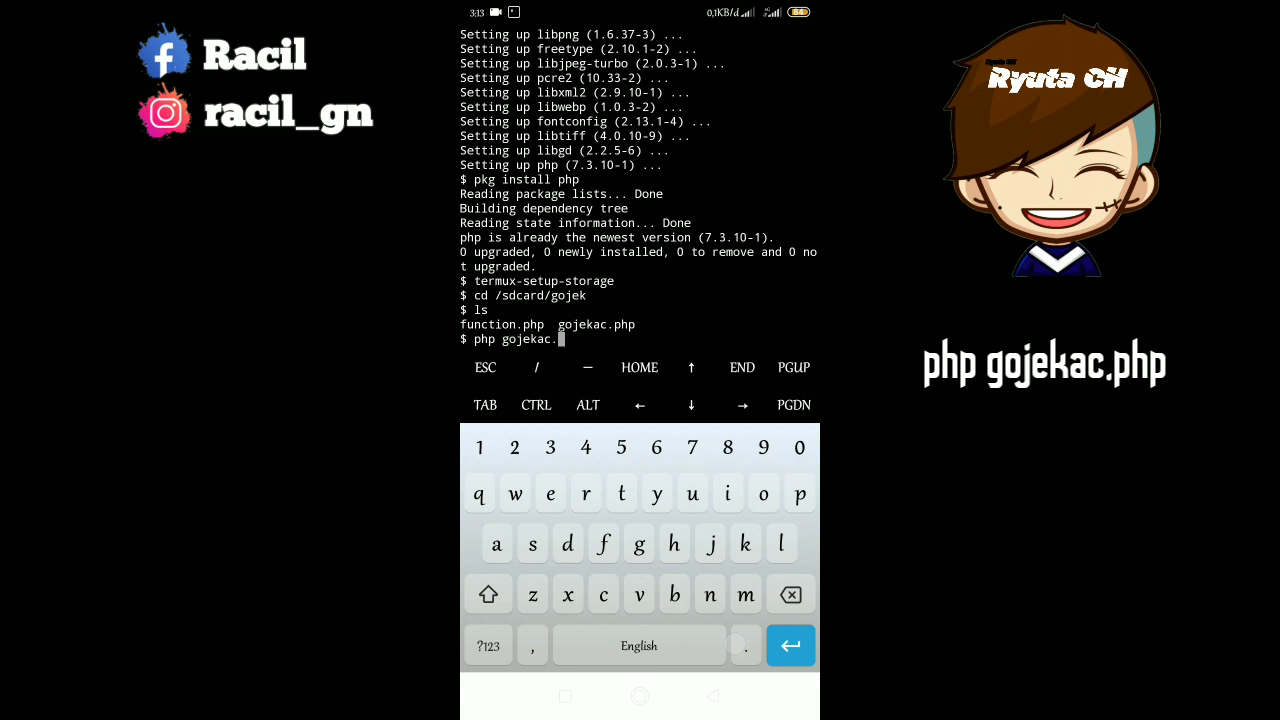 Racil
racil_gn
3:13
0,1KB/d
84
Setting up libpng (1.6.37-3) ...
Setting up freetype (2.10.1-2) ...
Setting up libjpeg-turbo (2.0.3-1) ...
Setting up pcre2 (10.33-2) ...
Setting up libxml2 (2.9.10-1) ...
Setting up libwebp (1.0.3-2) ...
Setting up fontconfig (2.13.1-4) ...
Setting up libtiff (4.0.10-9) ...
Setting up libgd (2.2.5-6) ...
Setting up php (7.3.10-1) ...
$ pkg install php
Reading package lists... Done
Building dependency tree
Reading state information... Done
php is already the newest version (7.3.10-1).
0 upgraded, 0 newly installed, 0 to remove and 0 no
t upgraded.
$ termux-setup-storage
$ cd /sdcard/gojek
$ ls
function.php  gojekac.php
$ php gojekac.
ESC / — HOME ↑ END PGUP
TAB CTRL ALT ← ↓ → PGDN
1 2 3 4 5 6 7 8 9 0
q w e r t y u i o p
a s d f g h j k l
z x c v b n m
?123 , English .
Ryuta CH
php gojekac.php